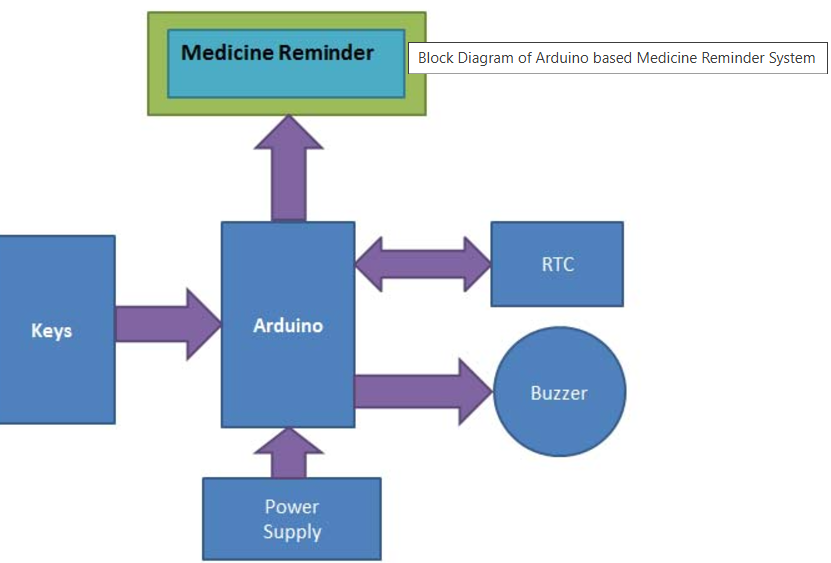 Medicine Reminder
Block Diagram of Arduino based Medicine Reminder System
RTC
Keys
Arduino
Buzzer
Power
Supply